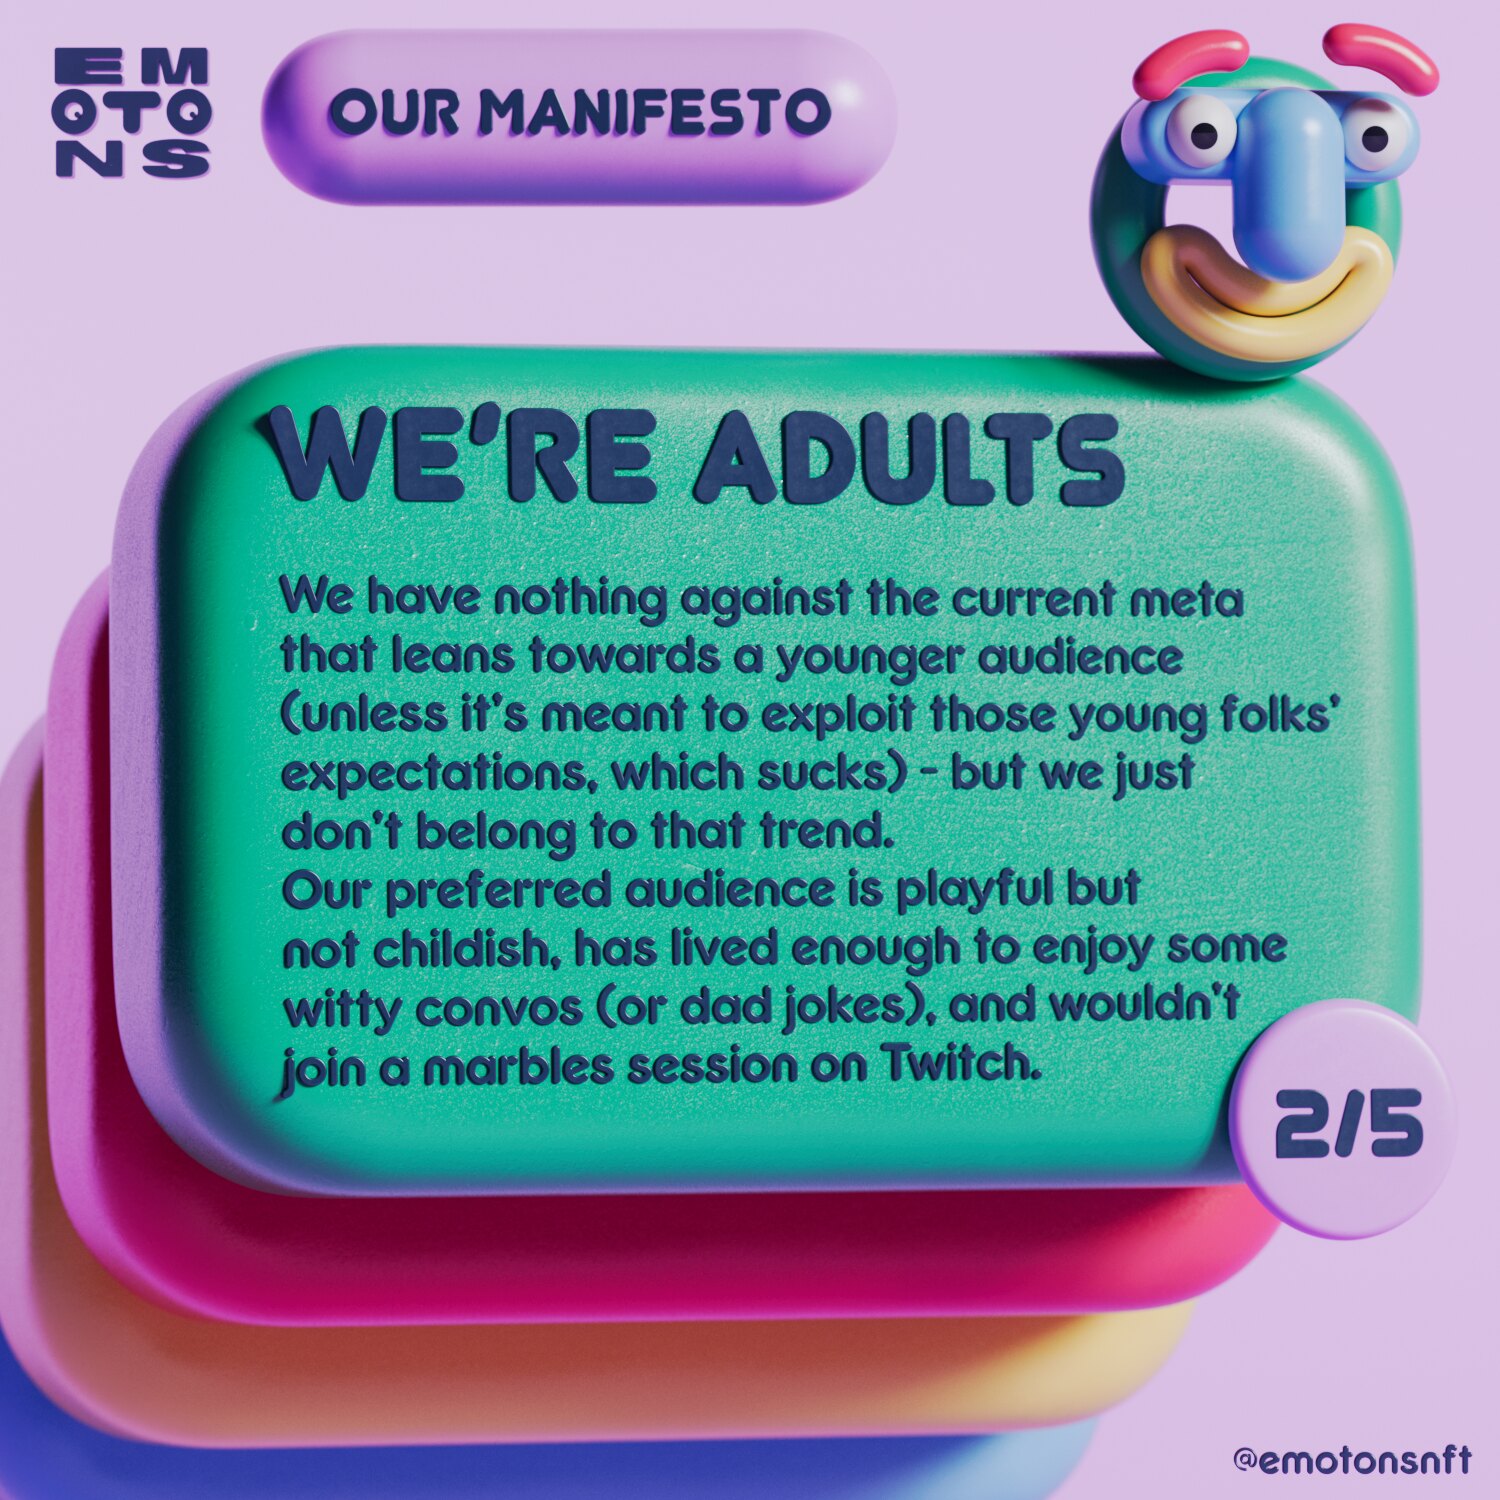 EM
OTO
NS
OUR MANIFESTO
WE'RE ADULTS
We have nothing against the current meta
that leans towards a younger audience
(unless it's meant to exploit those young folks'
expectations, which sucks) - but we just
don't belong to that trend.
Our preferred audience is playful but
not childish, has lived enough to enjoy some
witty convos (or dad jokes), and wouldn't
join a marbles session on Twitch.
2/5
@emotonsnft